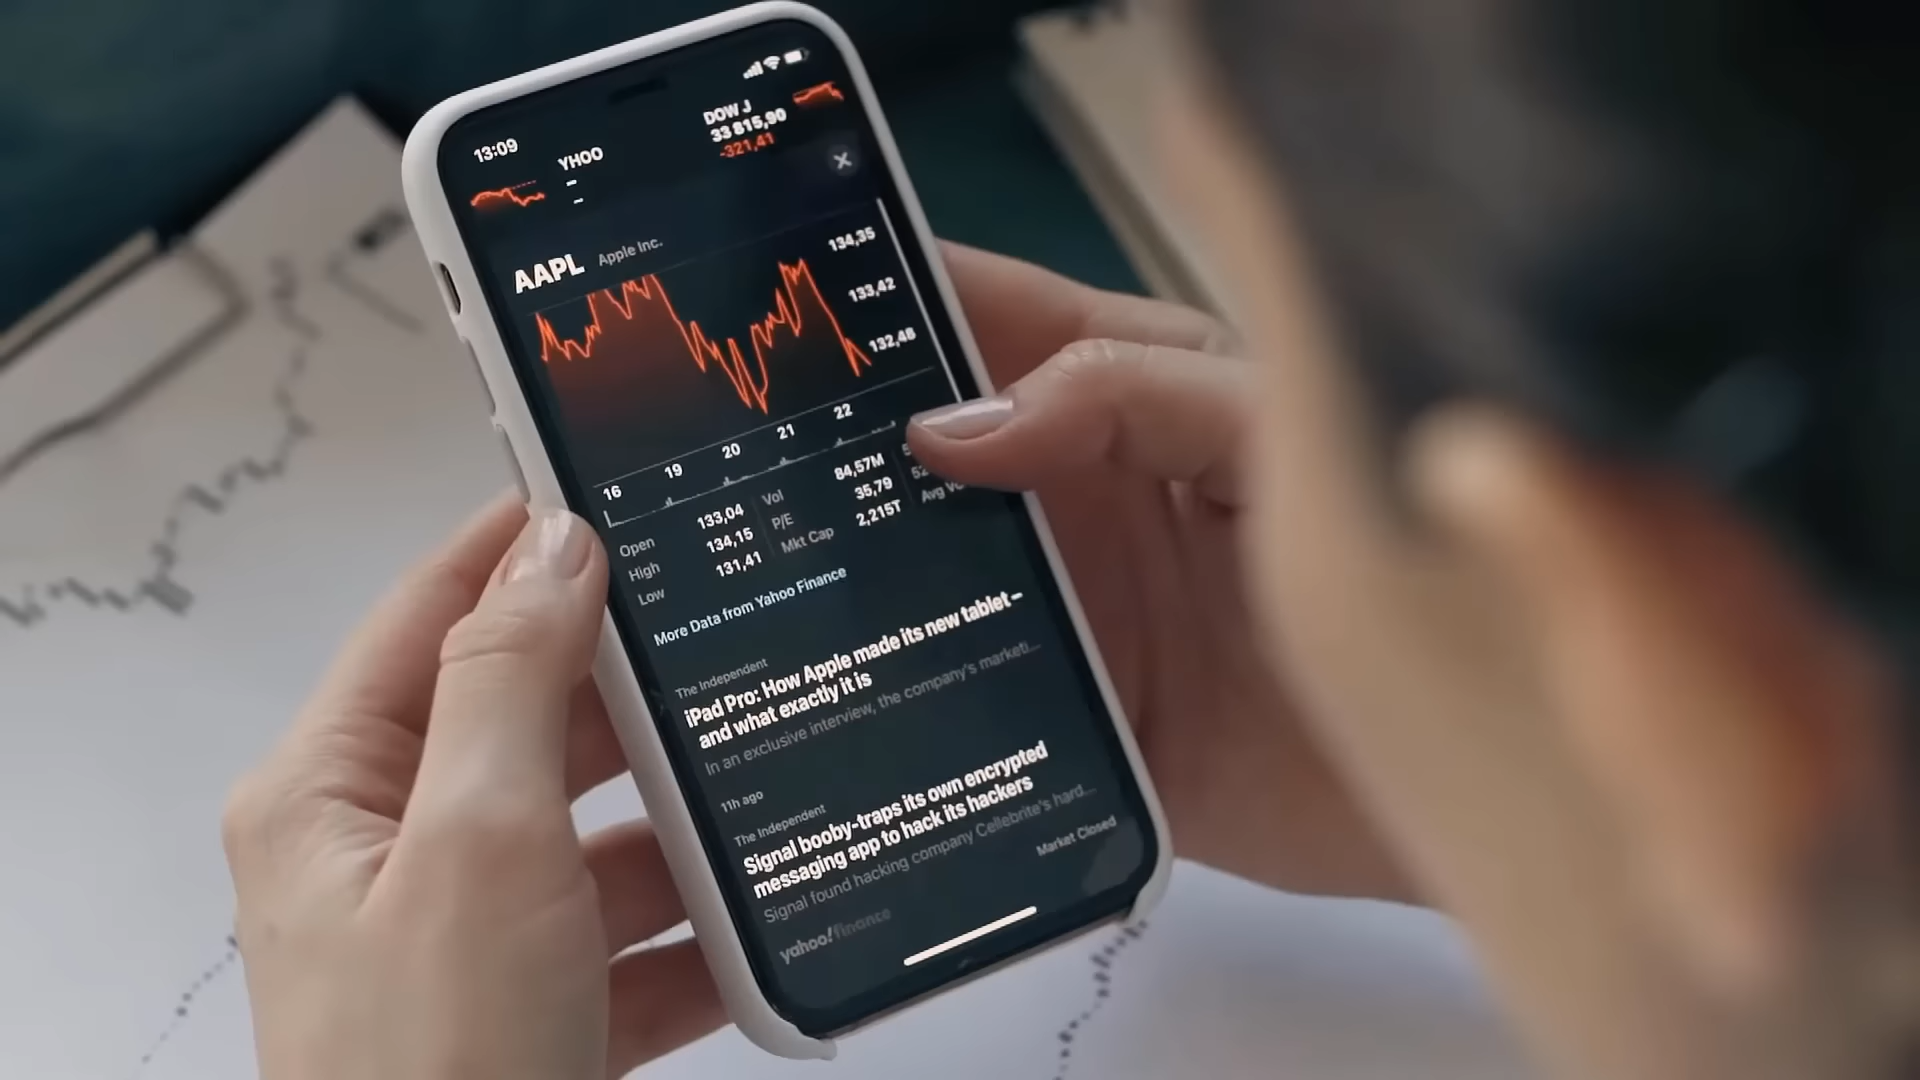 13:09
YHOO
-
-
DOW J
33 815,90
-321,41
AAPL Apple Inc.
134,35
133,42
132,48
16 19 20 21 22
Open 133,04
High 134,15
Low 131,41
Vol 84,57M
P/E 35,79
Mkt Cap 2,215T
Avg
More Data from Yahoo Finance
The Independent
iPad Pro: How Apple made its new tablet –
and what exactly it is
In an exclusive interview, the company's marketi...
11h ago
The Independent
Signal booby-traps its own encrypted
messaging app to hack its hackers
Signal found hacking company Cellebrite's hard...
yahoo!finance
Market Closed